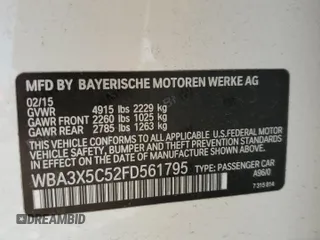 MFD BY BAYERISCHE MOTOREN WERKE AG
02/15
GVWR 4915 lbs 2229 kg
GAWR FRONT 2260 lbs 1025 kg
GAWR REAR 2785 lbs 1263 kg
THIS VEHICLE CONFORMS TO ALL APPLICABLE
U.S.FEDERAL MOTOR VEHICLE SAFETY,
BUMPER, AND THEFT PREVENTION STANDARDS
IN EFFECT ON THE DATE OF
MANUFACTURE SHOWN ABOVE.
WBA3X5C52FD561795 TYPE: PASSENGER CAR
A96/0
7315814
AUTOBIDCAR